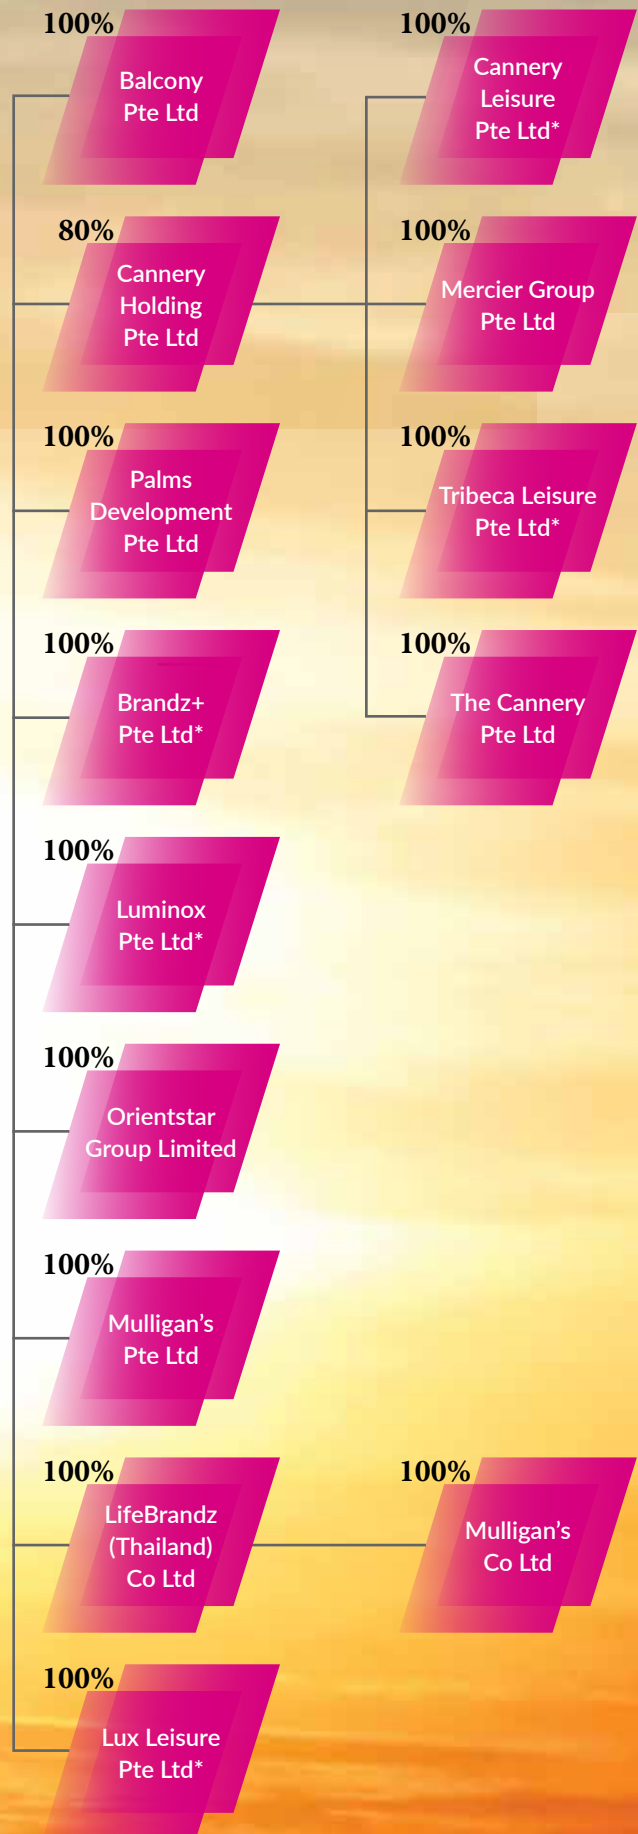 100%
Balcony
Pte Ltd
100%
Cannery
Leisure
Pte Ltd*
80%
Cannery
Holding
Pte Ltd
100%
Mercier Group
Pte Ltd
100%
Palms
Development
Pte Ltd
100%
Tribeca Leisure
Pte Ltd*
100%
Brandz+
Pte Ltd*
100%
The Cannery
Pte Ltd
100%
Luminox
Pte Ltd*
100%
Orientstar
Group Limited
100%
Mulligan’s
Pte Ltd
100%
LifeBrandz
(Thailand)
Co Ltd
100%
Mulligan’s
Co Ltd
100%
Lux Leisure
Pte Ltd*